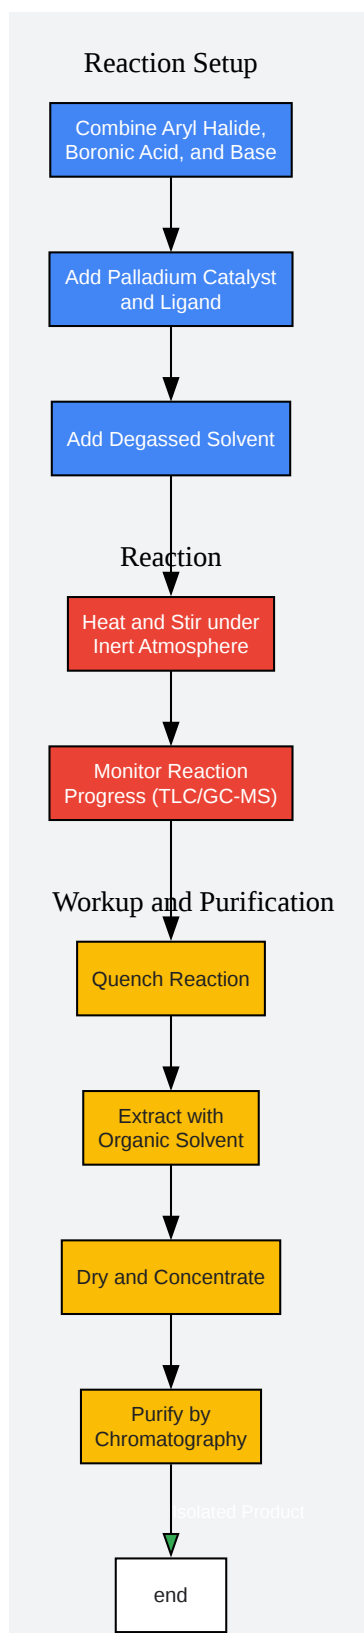 Reaction Setup
Combine Aryl Halide,
Boronic Acid, and Base
Add Palladium Catalyst
and Ligand
Add Degassed Solvent
Reaction
Heat and Stir under
Inert Atmosphere
Monitor Reaction
Progress (TLC/GC-MS)
Workup and Purification
Quench Reaction
Extract with
Organic Solvent
Dry and Concentrate
Purify by
Chromatography
Isolated Product
end